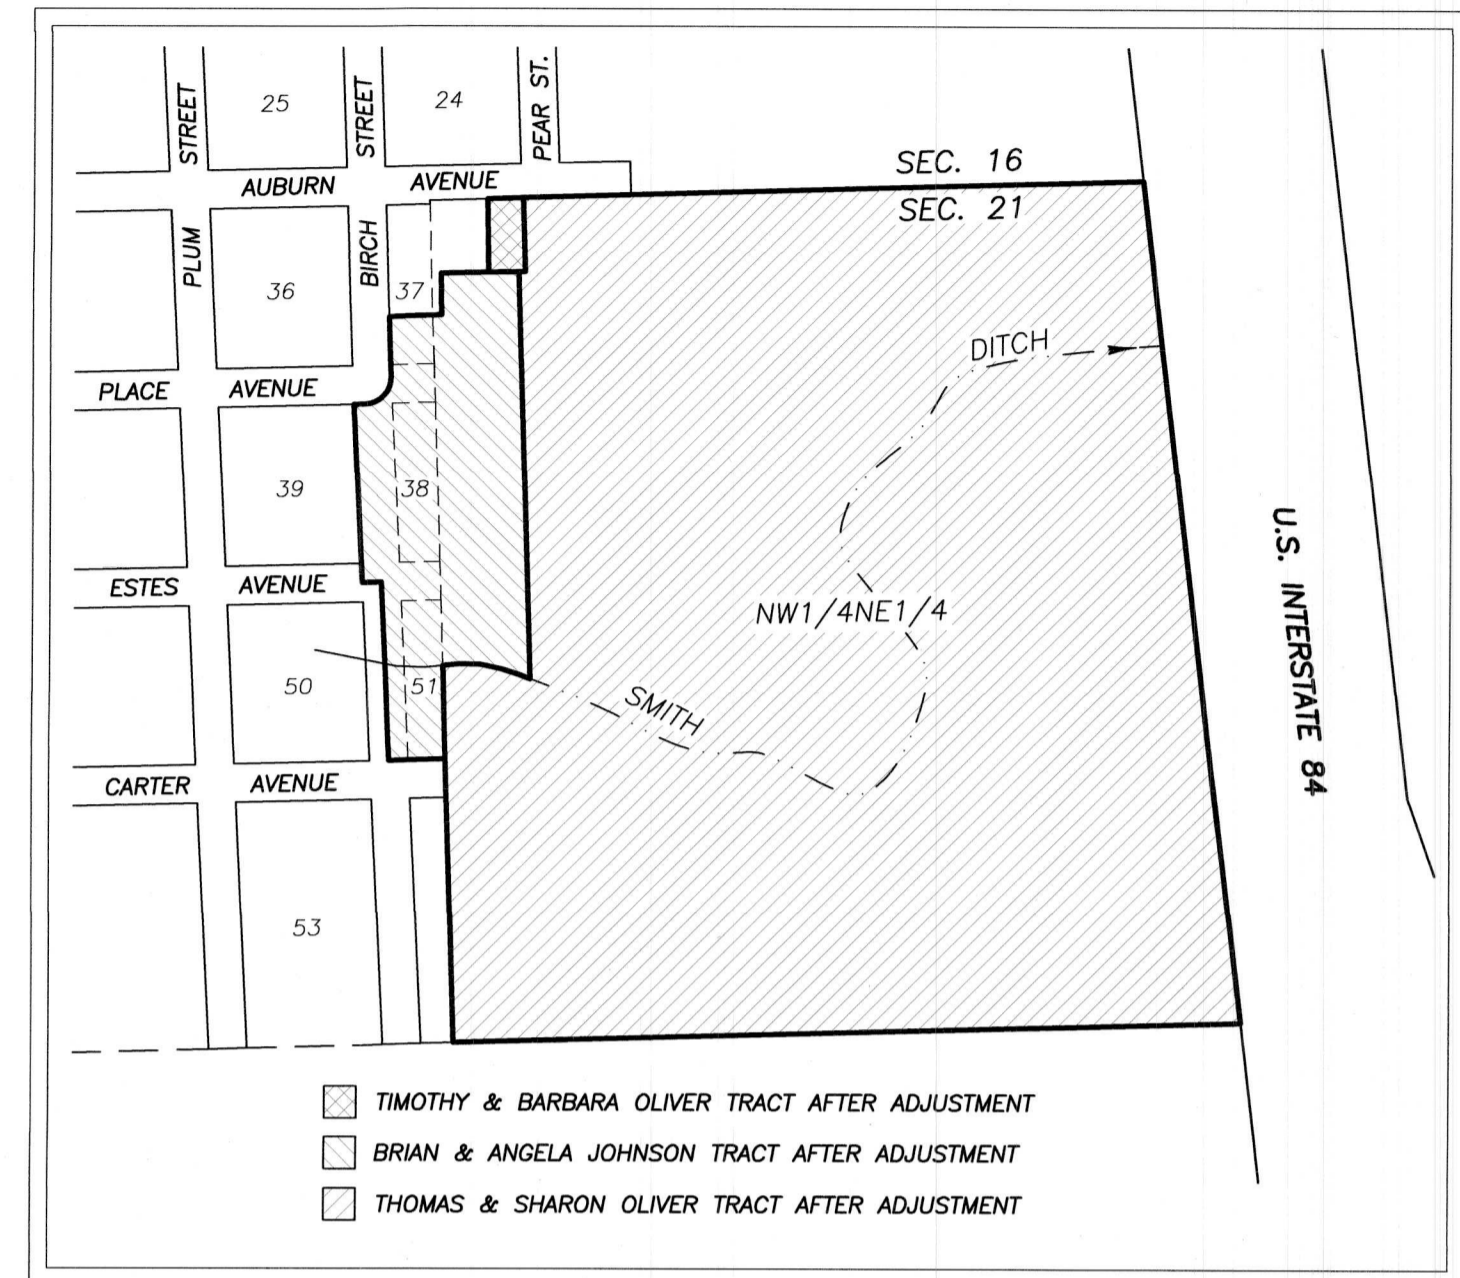 STREET
25
STREET
24
PEAR ST.
AUBURN AVENUE
SEC. 16
SEC. 21
PLUM
36
BIRCH
37
DITCH
PLACE AVENUE
39
38
U.S. INTERSTATE 84
ESTES AVENUE
NW1/4NE1/4
50
51
SMITH
CARTER AVENUE
53
TIMOTHY & BARBARA OLIVER TRACT AFTER ADJUSTMENT
BRIAN & ANGELA JOHNSON TRACT AFTER ADJUSTMENT
THOMAS & SHARON OLIVER TRACT AFTER ADJUSTMENT